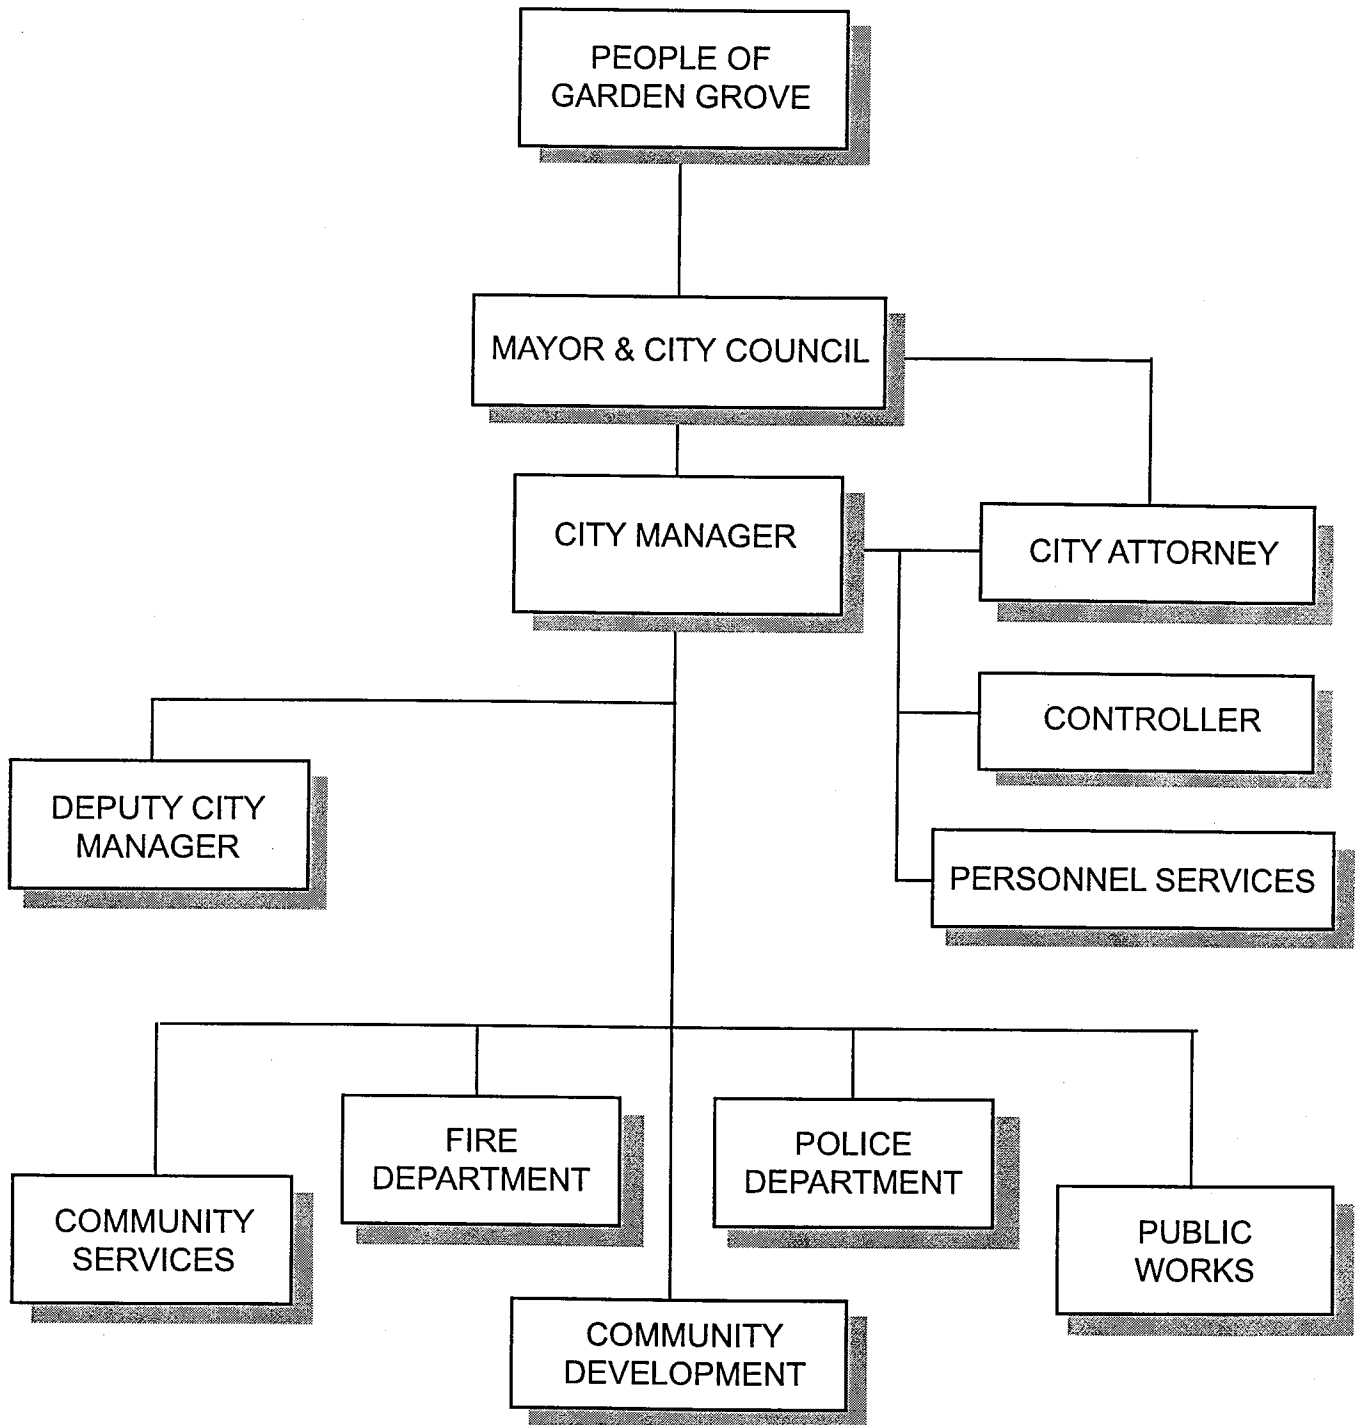 PEOPLE OF
GARDEN GROVE
MAYOR & CITY COUNCIL
CITY MANAGER
CITY ATTORNEY
CONTROLLER
DEPUTY CITY
MANAGER
PERSONNEL SERVICES
FIRE
DEPARTMENT
POLICE
DEPARTMENT
COMMUNITY
SERVICES
PUBLIC
WORKS
COMMUNITY
DEVELOPMENT